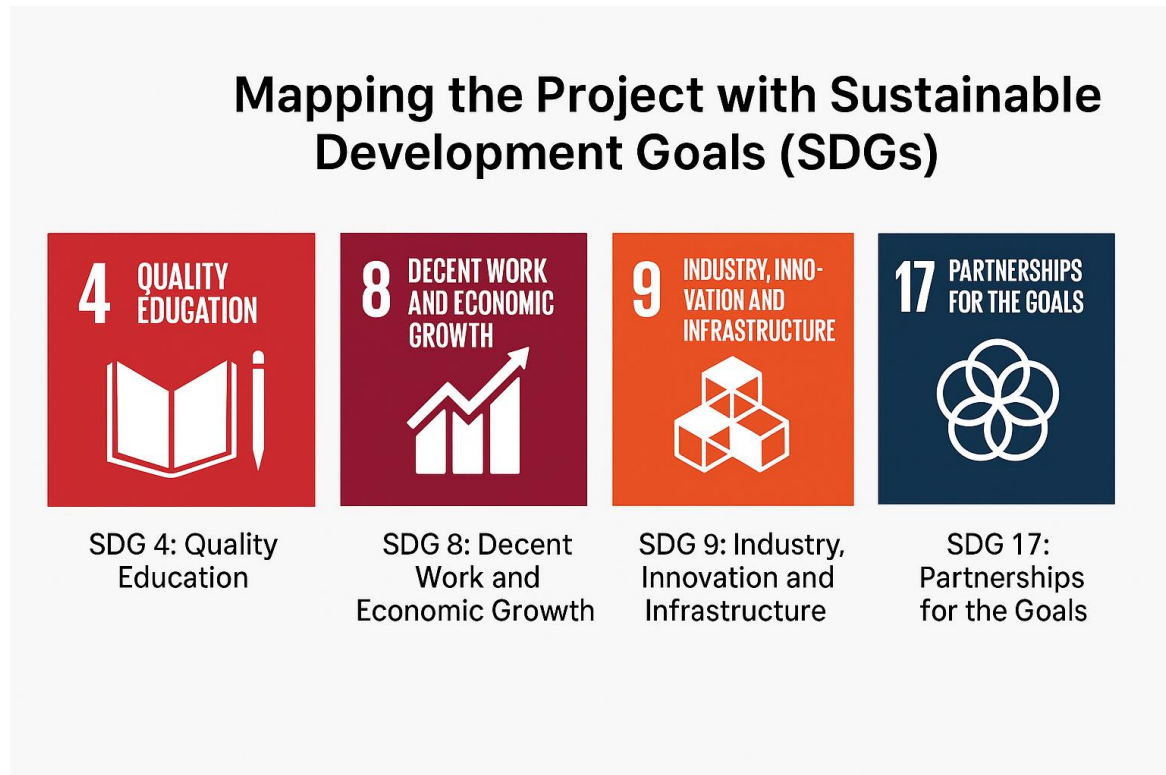 Mapping the Project with Sustainable
Development Goals (SDGs)
4
QUALITY
EDUGATION
8
DECENT WORK
AND ECONOMIC
GROWTH
9
INDUSTRY, INNO-
VATION AND
INFRASTRUCTURE
17
PARTNERSHIPS
FOR THE GOALS
SDG 4: Quality
Education
SDG 8: Decent
Work and
Economic Growth
SDG 9: Industry,
Innovation and
Infrastructure
SDG 17:
Partnerships
for the Goals